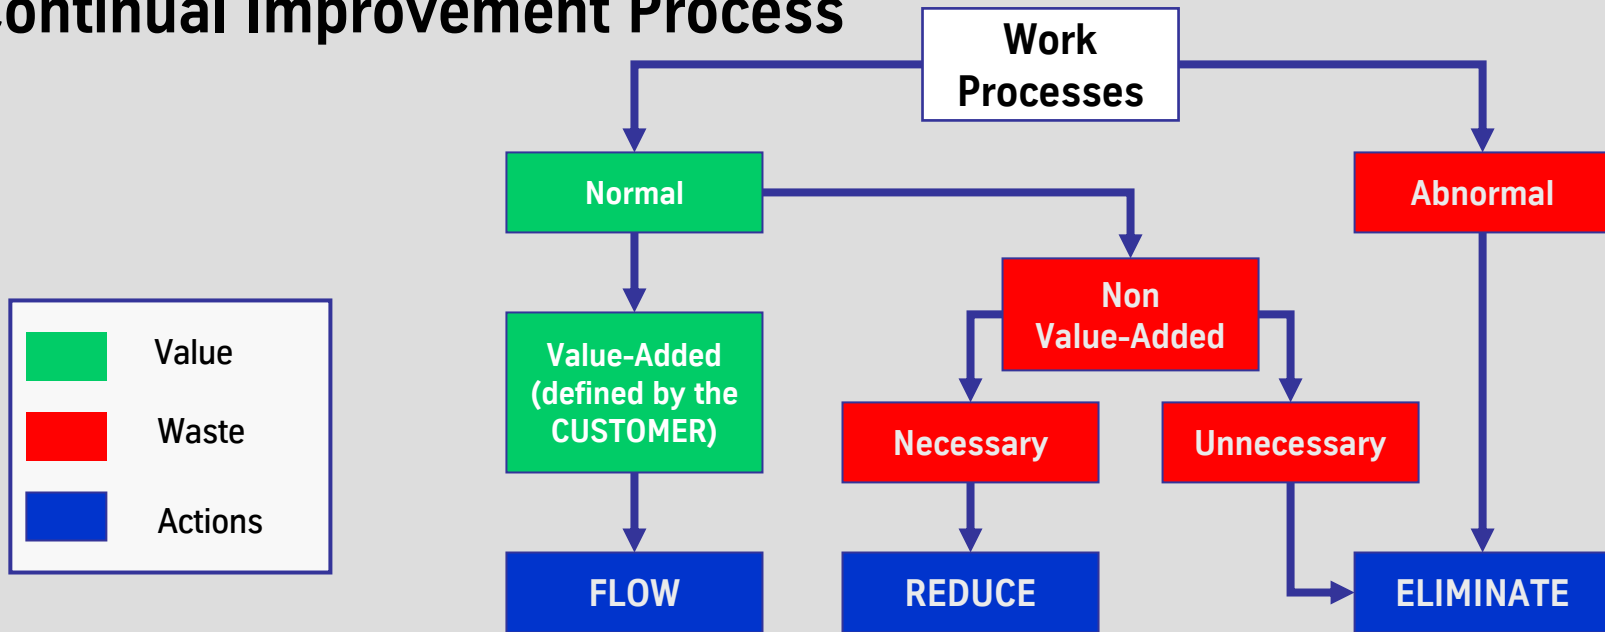 Continual Improvement Process
Work
Processes
Normal
Abnormal
Non
Value-Added
Value-Added
(defined by the
CUSTOMER)
Value
Waste
Actions
Necessary
Unnecessary
FLOW
REDUCE
ELIMINATE